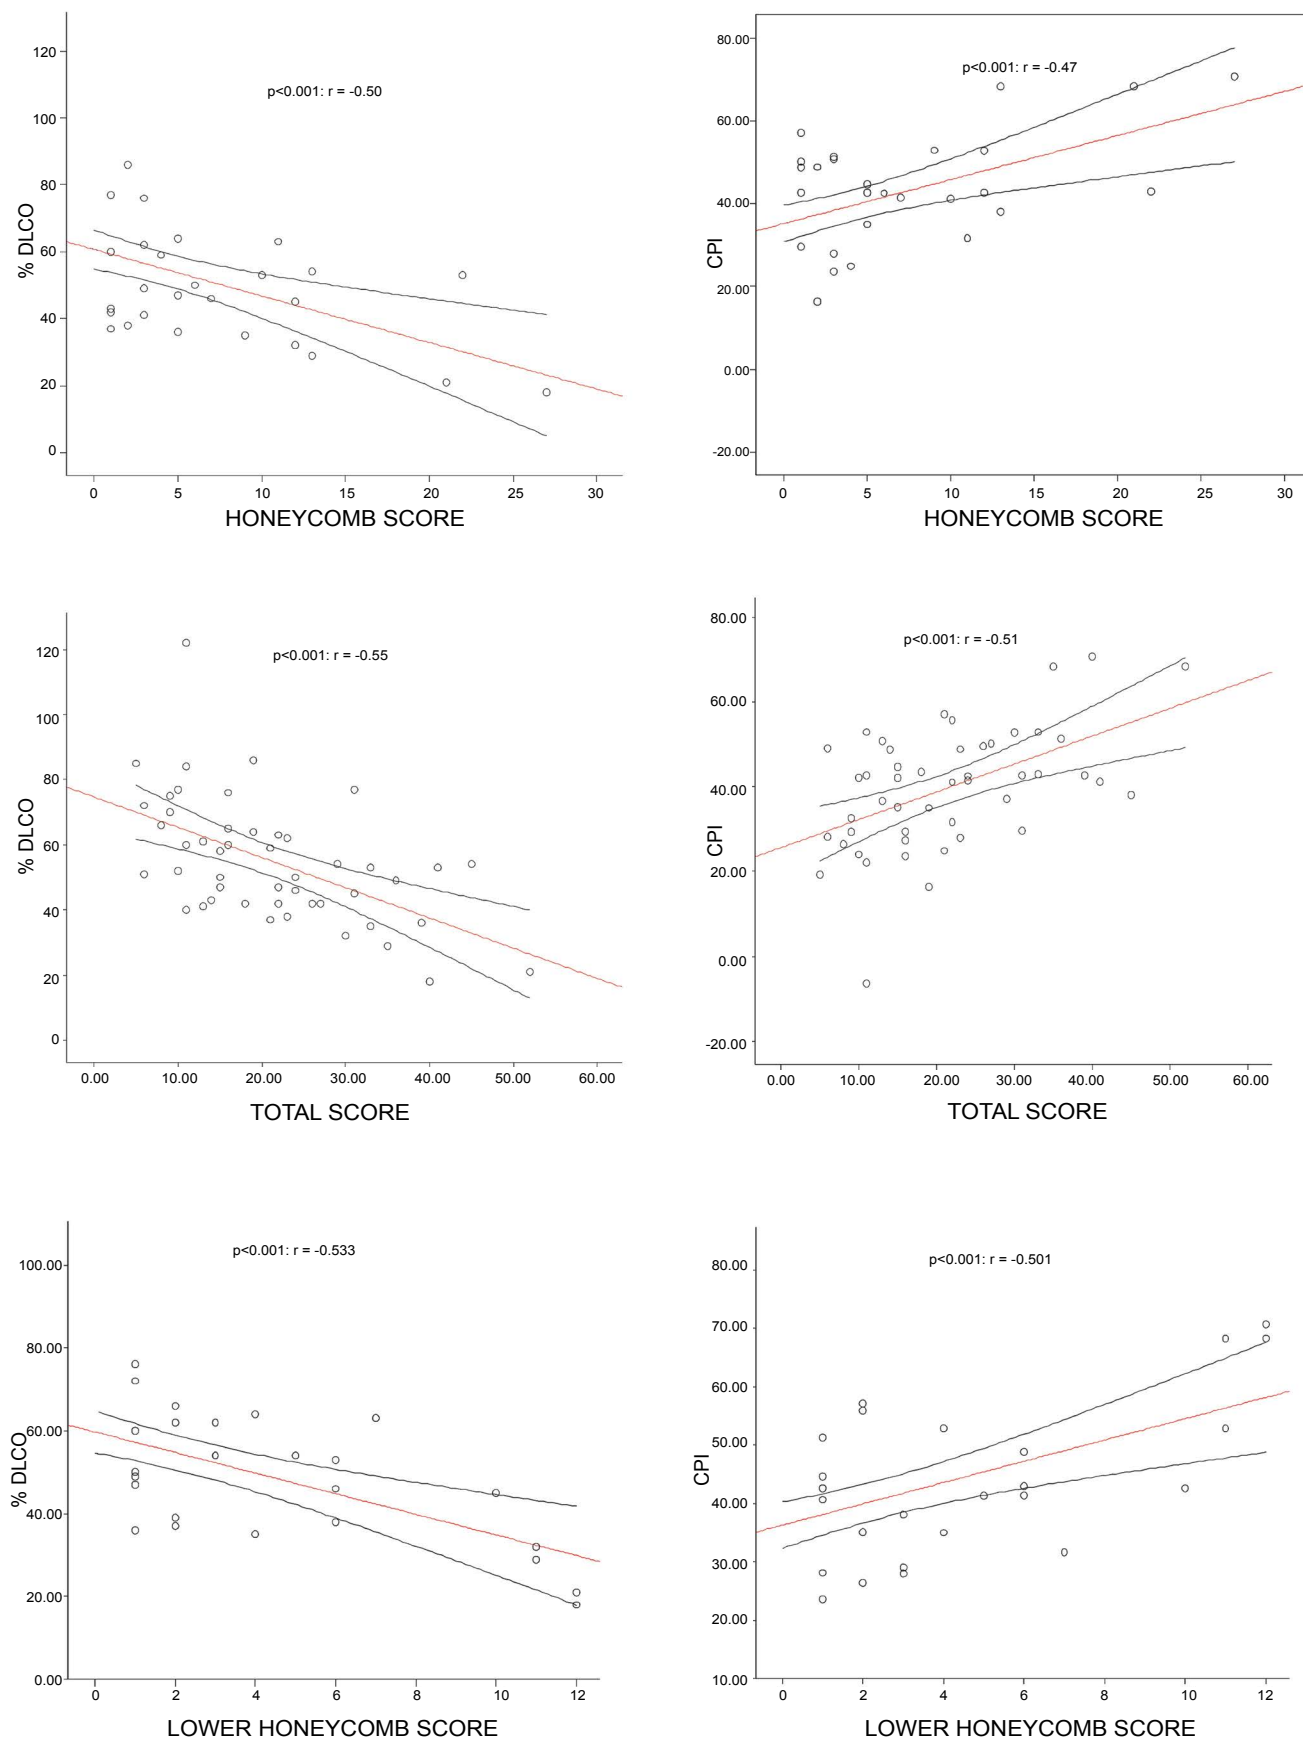 p<0.001: r = -0.50
% DLCO
120
100
80
60
40
20
0
0 5 10 15 20 25 30
HONEYCOMB SCORE
p<0.001: r = -0.47
CPI
80.00
60.00
40.00
20.00
0.00
-20.00
0 5 10 15 20 25 30
HONEYCOMB SCORE
p<0.001: r = -0.55
% DLCO
120
100
80
60
40
20
0
0.00 10.00 20.00 30.00 40.00 50.00 60.00
TOTAL SCORE
p<0.001: r = -0.51
CPI
80.00
60.00
40.00
20.00
0.00
-20.00
0.00 10.00 20.00 30.00 40.00 50.00 60.00
TOTAL SCORE
p<0.001: r = -0.533
% DLCO
100.00
80.00
60.00
40.00
20.00
0.00
0 2 4 6 8 10 12
LOWER HONEYCOMB SCORE
p<0.001: r = -0.501
CPI
80.00
70.00
60.00
50.00
40.00
30.00
20.00
10.00
0 2 4 6 8 10 12
LOWER HONEYCOMB SCORE